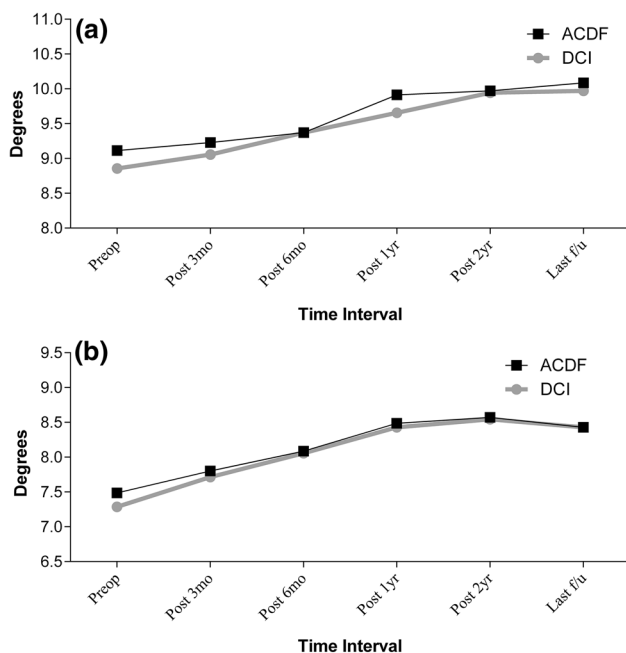 (a)
ACDF
DCI
Degrees
11.0
10.5
10.0
9.5
9.0
8.5
8.0
Preop
Post 3mo
Post 6mo
Post 1yr
Post 2yr
Last f/u
Time Interval
(b)
ACDF
DCI
Degrees
9.5
9.0
8.5
8.0
7.5
7.0
6.5
Preop
Post 3mo
Post 6mo
Post 1yr
Post 2yr
Last f/u
Time Interval